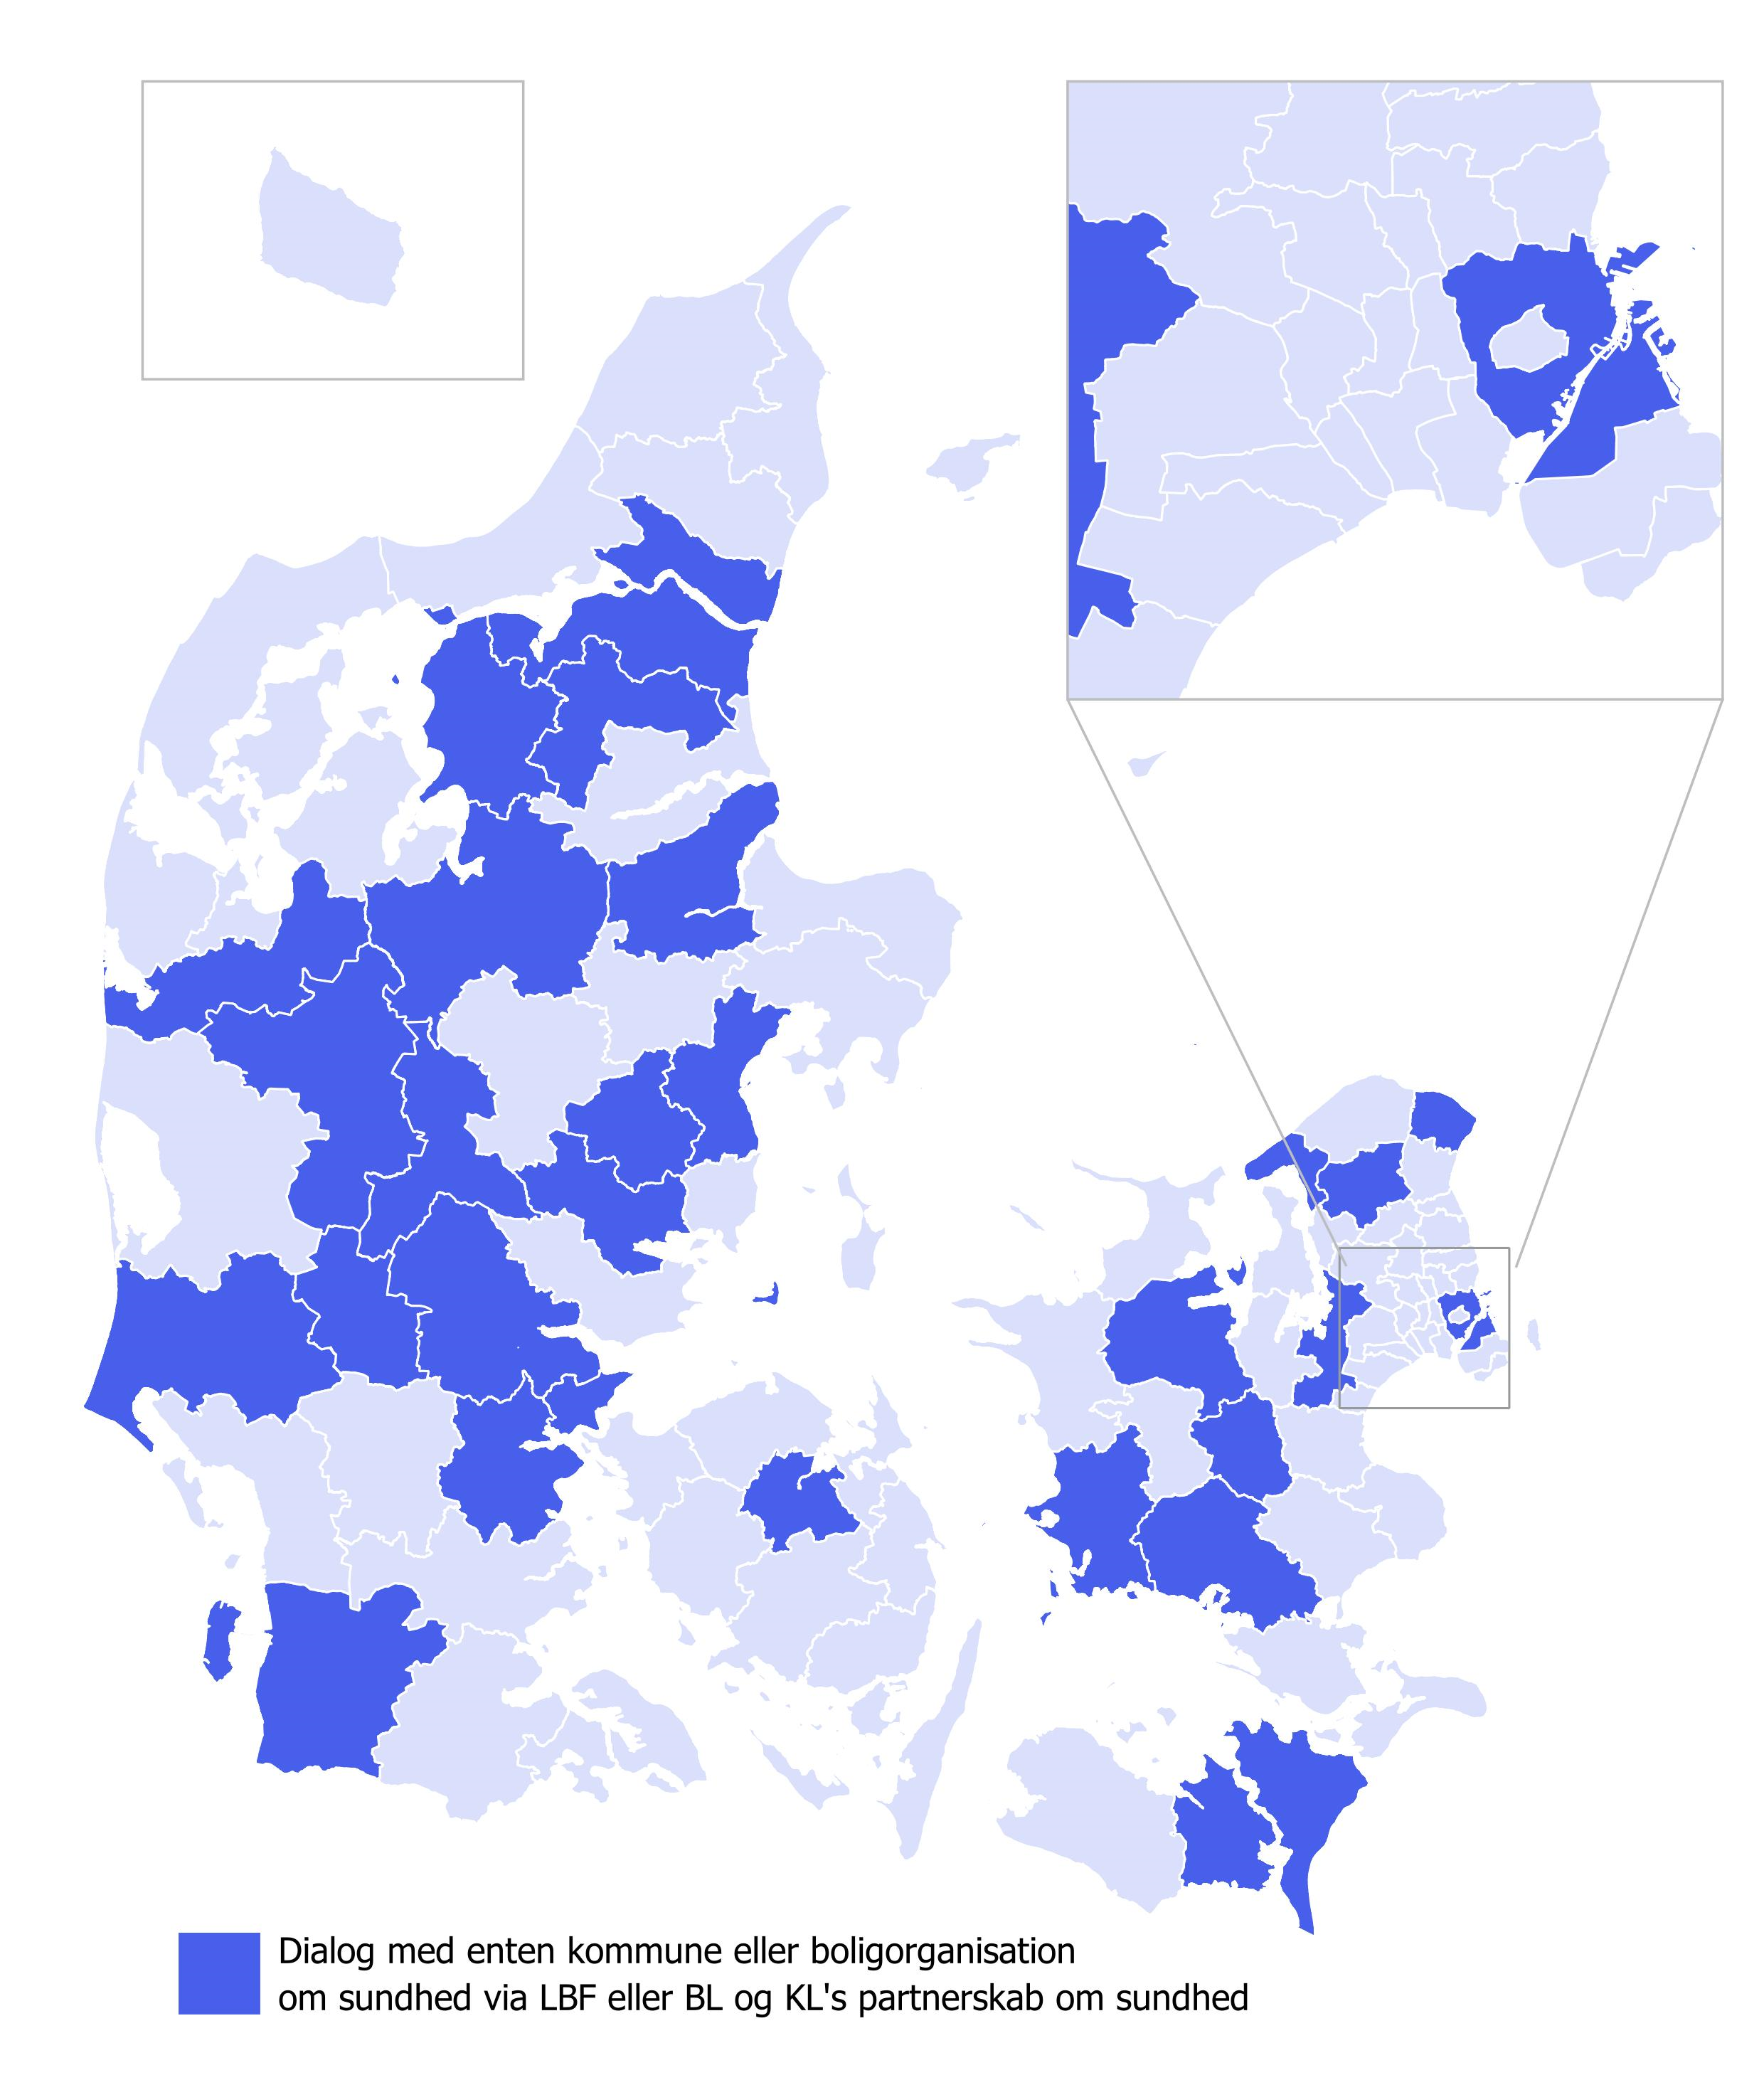 Dialog med enten kommune eller boligorganisation
om sundhed via LBF eller BL og KL's partnerskab om sundhed